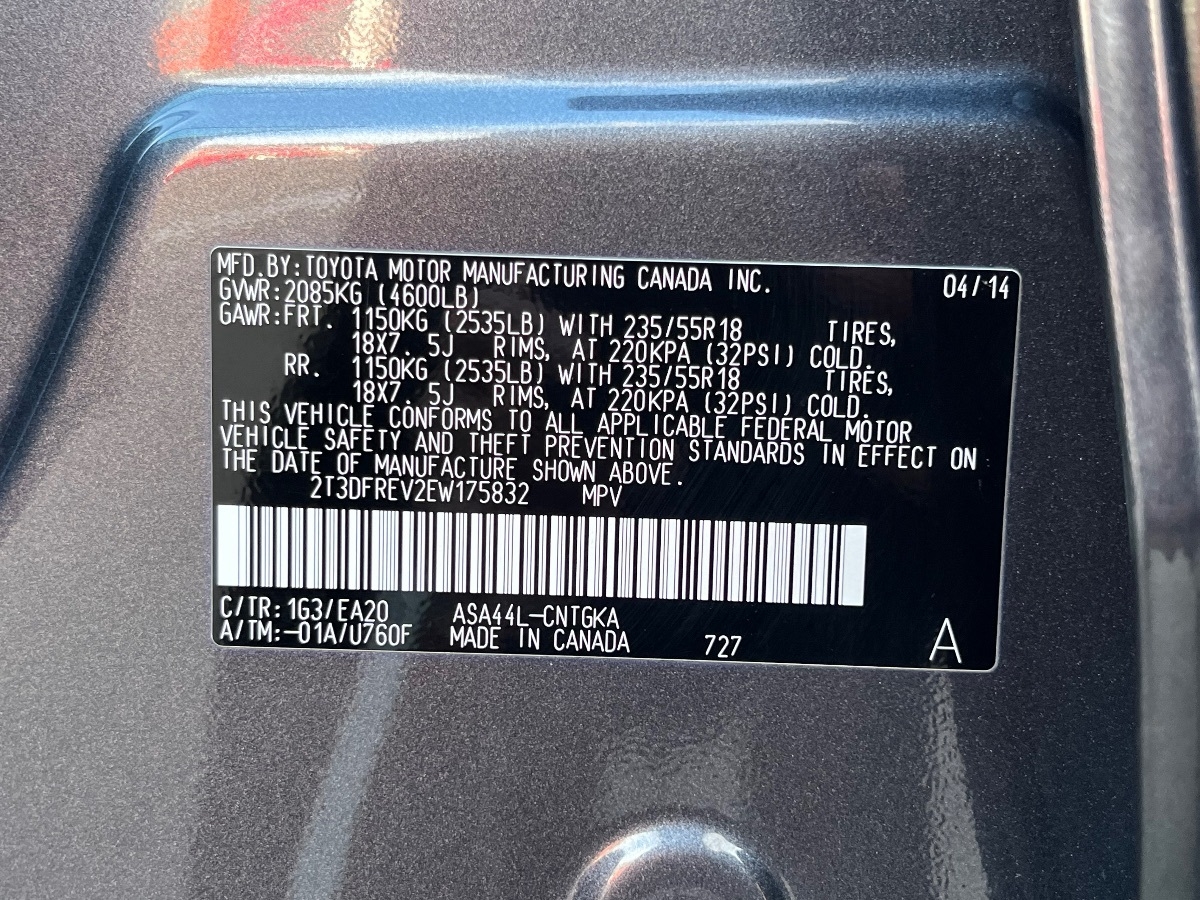 MFD.BY:TOYOTA MOTOR MANUFACTURING CANADA INC. 04/14
GVWR:2085KG (4600LB)
GAWR:FRT. 1150KG (2535LB) WITH 235/55R18 TIRES,
18X7.5J RIMS, AT 220KPA (32PSI) COLD.
RR. 1150KG (2535LB) WITH 235/55R18 TIRES,
18X7.5J RIMS, AT 220KPA (32PSI) COLD.
THIS VEHICLE CONFORMS TO ALL APPLICABLE FEDERAL MOTOR
VEHICLE SAFETY AND THEFT PREVENTION STANDARDS IN EFFECT ON
THE DATE OF MANUFACTURE SHOWN ABOVE.
2T3DFREV2EW175832 MPV
C/TR:1G3/EA20 ASA44L-CNTGKA
A/TM:-01A/U760F MADE IN CANADA 727 A